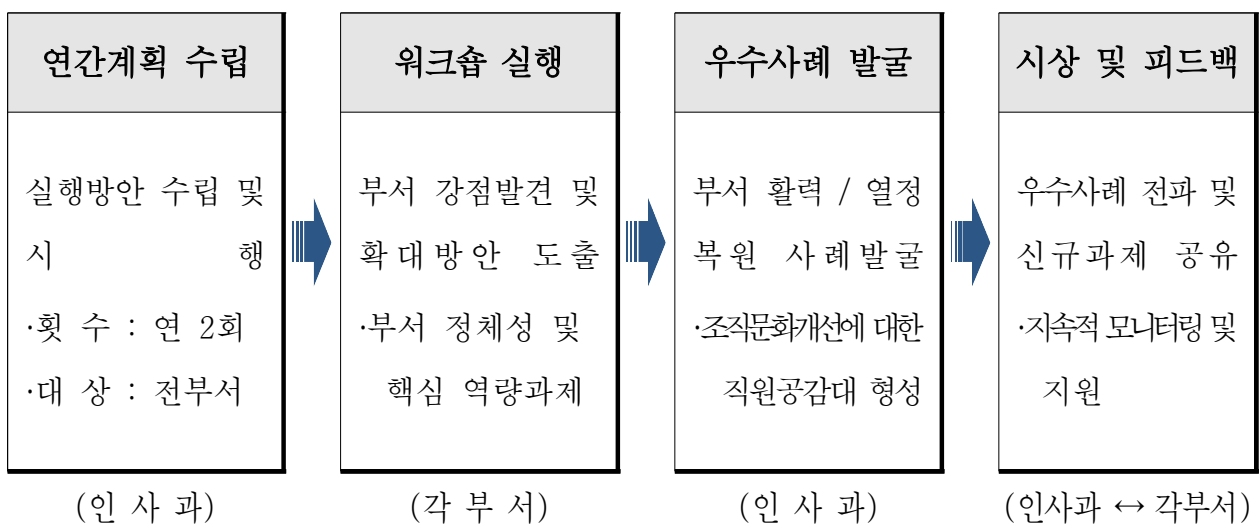 연간계획 수립
실행방안 수립 및
시 행
·횟 수 : 연 2회
·대 상 : 전부서
(인 사 과)
워크숍 실행
부서 강점발견 및
확대방안 도출
·부서 정체성 및
핵심 역량과제
(각 부 서)
우수사례 발굴
부서 활력 / 열정
복원 사례발굴
·조직문화개선에 대한
직원공감대 형성
(인 사 과)
시상 및 피드백
우수사례 전파 및
신규과제 공유
·지속적 모니터링 및
지원
(인사과 ↔ 각부서)